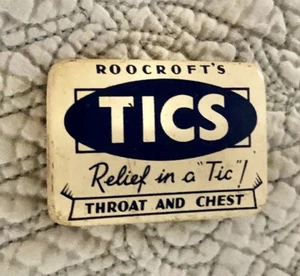 ROOCROFT'S
TICS
Relief in a "Tic"!
THROAT AND CHEST